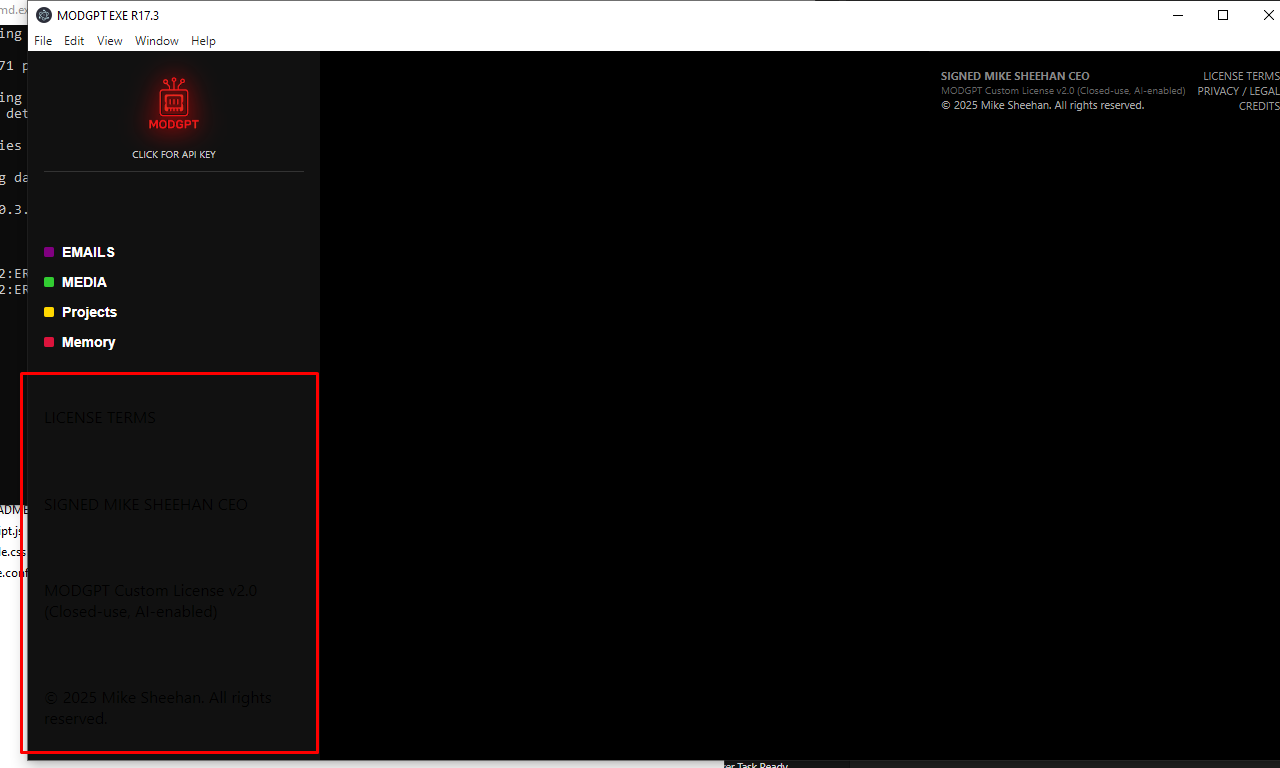 MODGPT EXE R17.3
File Edit View Window Help
MODGPT
CLICK FOR API KEY
EMAILS
MEDIA
Projects
Memory
LICENSE TERMS
SIGNED MIKE SHEEHAN CEO
MODGPT Custom License v2.0
(Closed-use, AI-enabled)
© 2025 Mike Sheehan. All rights
reserved.
SIGNED MIKE SHEEHAN CEO
MODGPT Custom License v2.0 (Closed-use, AI-enabled)
© 2025 Mike Sheehan. All rights reserved.
LICENSE TERMS
PRIVACY / LEGAL
CREDITS
md.ex
ing
71 p
ing
det
ies
g da
0.3.
2:ER
2:ER
ADME
ipt.js
le.css
e.conf
Task Ready